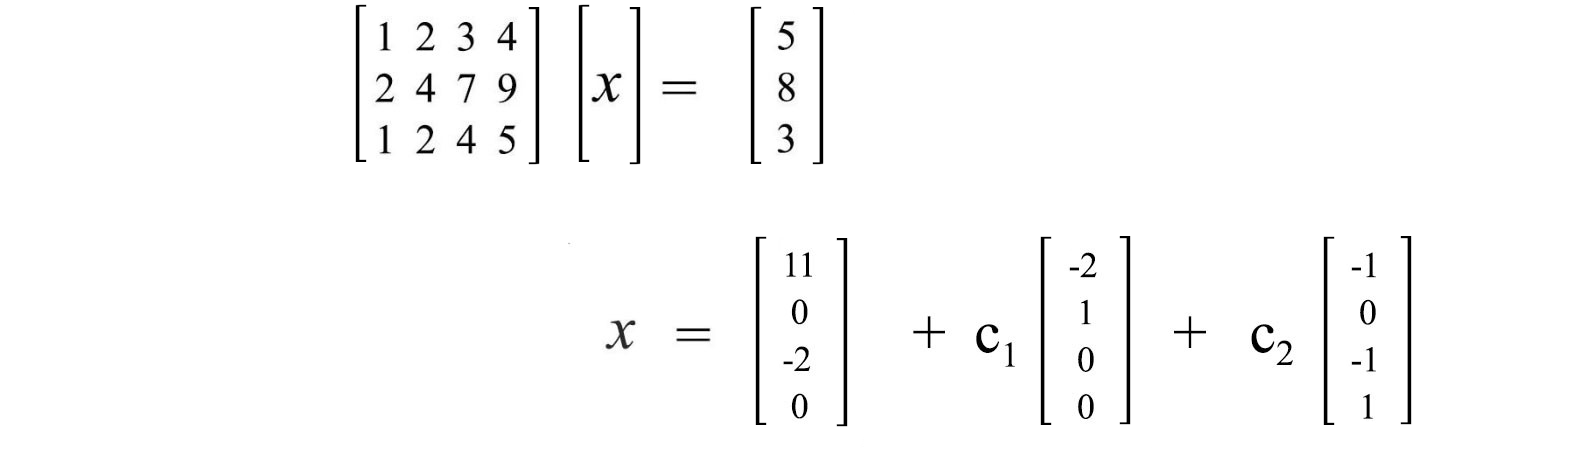 1 2 3 4 5
2 4 7 9 x = 8
1 2 4 5 3
11 -2 -1
0 1 0
x = + c₁ + c₂
-2 0 -1
0 0 1